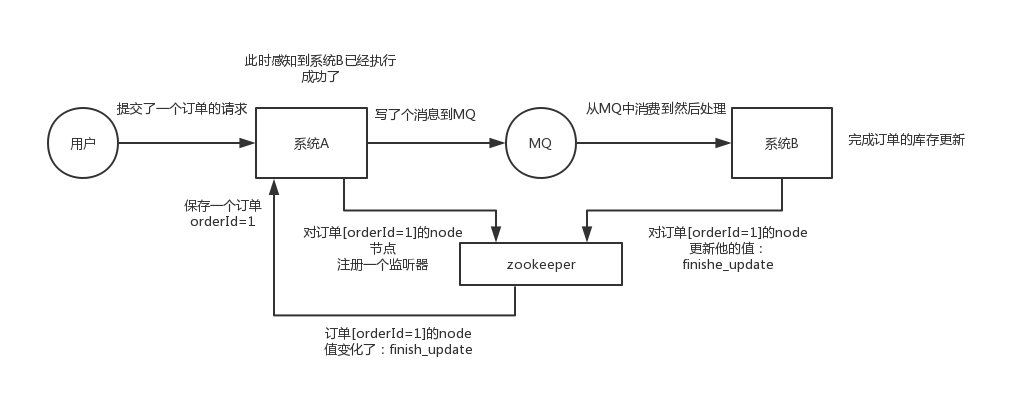 此时感知到系统B已经执行
成功了
提交了一个订单的请求
写了个消息到MQ
从MQ中消费到然后处理
用户
系统A
MQ
系统B
完成订单的库存更新
保存一个订单
orderId=1
对订单[orderId=1]的node
节点
注册一个监听器
对订单[orderId=1]的node
更新他的值：
finishe_update
zookeeper
订单[orderId=1]的node
值变化了：finish_update